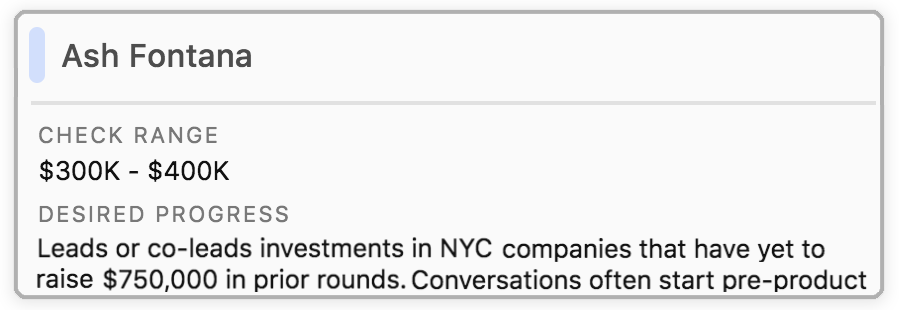 Ash Fontana
CHECK RANGE
$300K - $400K
DESIRED PROGRESS
Leads or co-leads investments in NYC companies that have yet to
raise $750,000 in prior rounds. Conversations often start pre-product